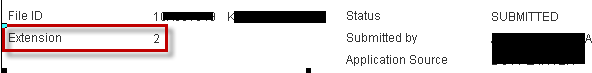 File ID K Status SUBMITTED
Extension 2 Submitted by A
Application Source